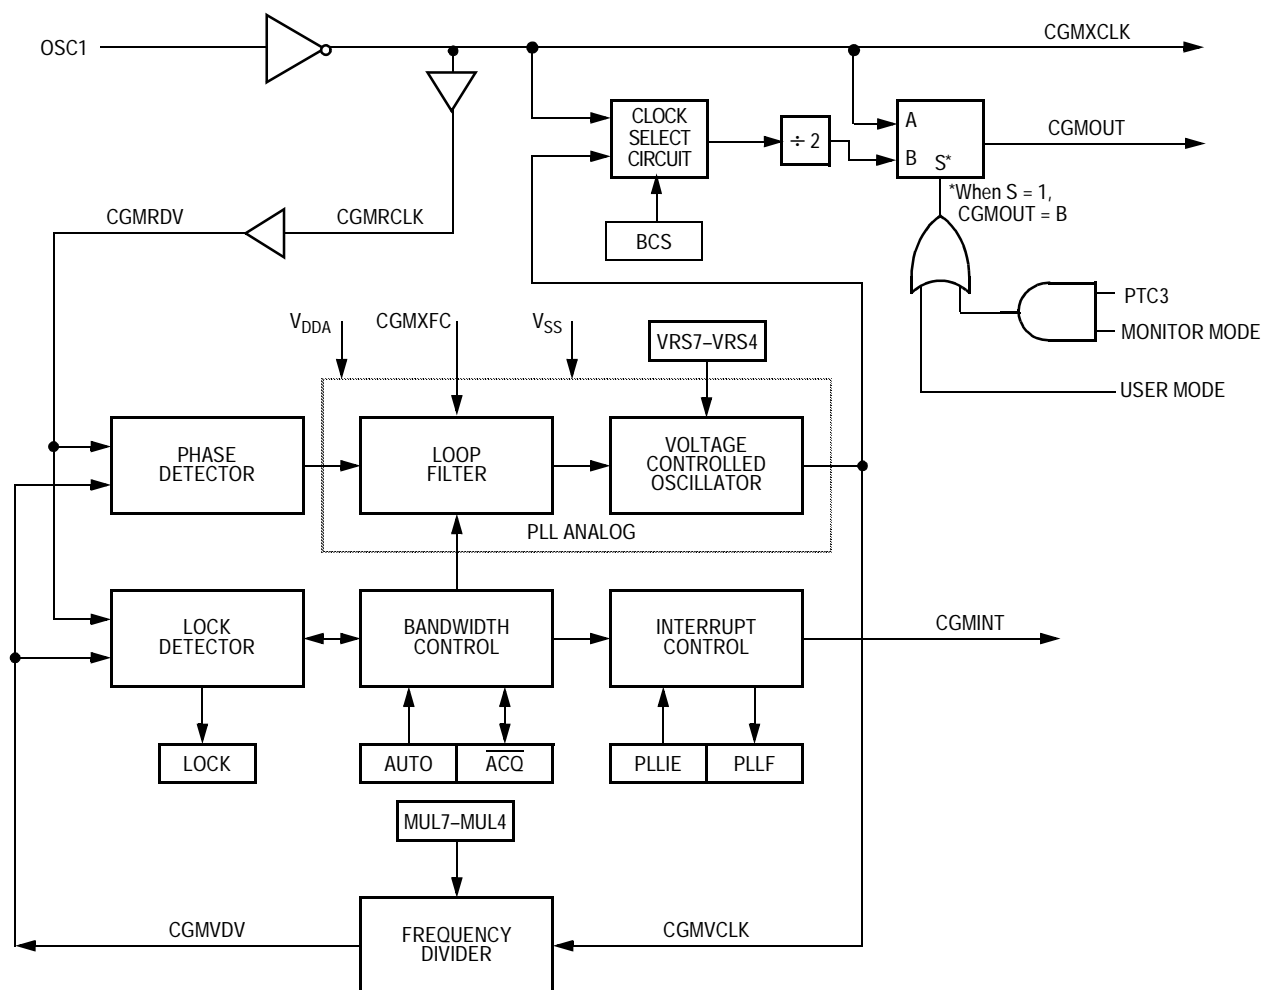 OSC1
CGMXCLK
CLOCK
SELECT
CIRCUIT
÷ 2
A
B
S*
CGMOUT
*When S = 1,
CGMOUT = B
CGMRDV
CGMRCLK
BCS
PTC3
MONITOR MODE
USER MODE
VDDA
CGMXFC
VSS
VRS7–VRS4
PHASE
DETECTOR
LOOP
FILTER
VOLTAGE
CONTROLLED
OSCILLATOR
PLL ANALOG
LOCK
DETECTOR
BANDWIDTH
CONTROL
INTERRUPT
CONTROL
CGMINT
LOCK
AUTO
ACQ
PLLIE
PLLF
MUL7–MUL4
CGMVDV
FREQUENCY
DIVIDER
CGMVCLK